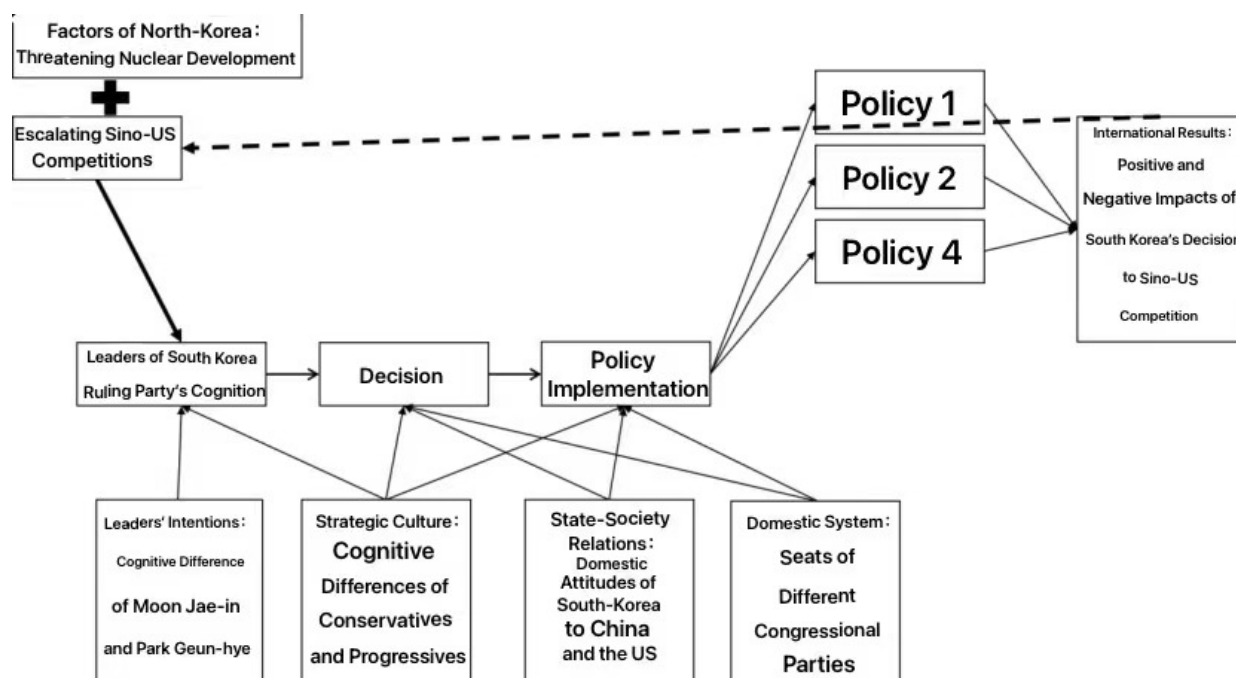 Factors of North-Korea:
Threatening Nuclear Development
Escalating Sino-US
Competitions
Policy 1
Policy 2
Policy 4
International Results:
Positive and
Negative Impacts of
South Korea's Decision
to Sino-US
Competition
Leaders of South Korea
Ruling Party's Cognition
Decision
Policy
Implementation
Leaders' Intentions:
Cognitive Difference
of Moon Jae-in
and Park Geun-hye
Strategic Culture:
Cognitive
Differences of
Conservatives
and Progressives
State-Society
Relations:
Domestic
Attitudes of
South-Korea
to China
and the US
Domestic System:
Seats of
Different
Congressional
Parties